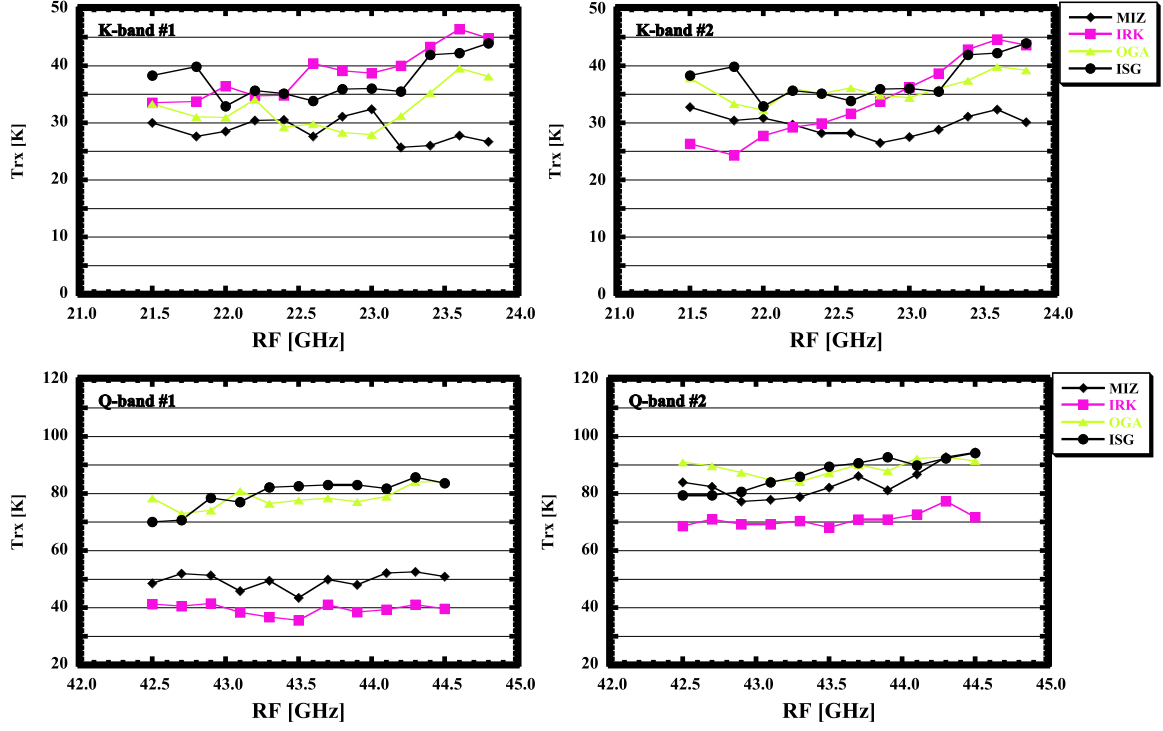 K-band #1
50
40
30
20
10
0
Trx [K]
21.0 21.5 22.0 22.5 23.0 23.5 24.0
RF [GHz]
K-band #2
50
40
30
20
10
0
Trx [K]
21.0 21.5 22.0 22.5 23.0 23.5 24.0
RF [GHz]
MIZ
IRK
OGA
ISG
Q-band #1
120
100
80
60
40
20
Trx [K]
42.0 42.5 43.0 43.5 44.0 44.5 45.0
RF [GHz]
Q-band #2
120
100
80
60
40
20
Trx [K]
42.0 42.5 43.0 43.5 44.0 44.5 45.0
RF [GHz]
MIZ
IRK
OGA
ISG